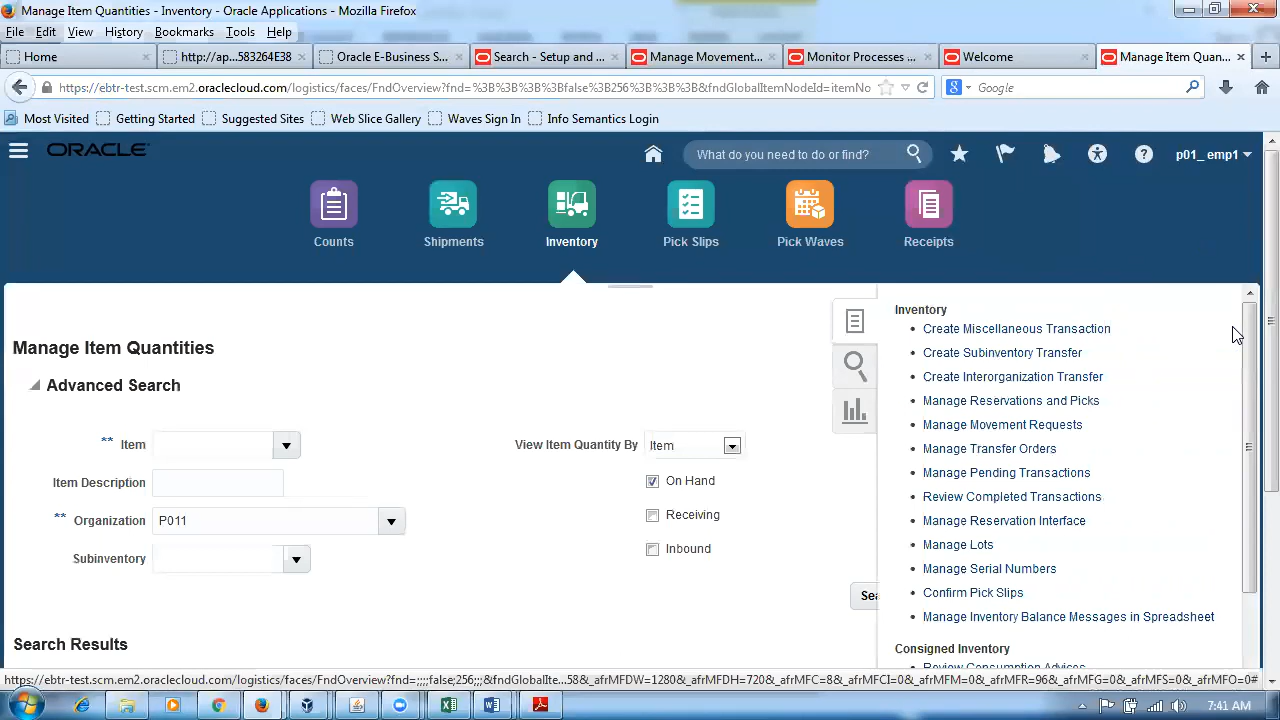 Manage Item Quantities - Inventory - Oracle Applications - Mozilla Firefox
File Edit View History Bookmarks Tools Help
Home http://ap...583264E38 Oracle E-Business S... Search - Setup and ... Manage Movement... Monitor Processes ... Welcome Manage Item Quan...
https://ebtr-test.scm.em2.oraclecloud.com/logistics/faces/FndOverview?fnd=%3B%3B%3Bfalse%3B256%3B%3B%3B&fndGlobalItemNodeId=itemNo Google
Most Visited Getting Started Suggested Sites Web Slice Gallery Waves Sign In Info Semantics Login
ORACLE What do you need to do or find? p01_emp1
Counts Shipments Inventory Pick Slips Pick Waves Receipts
Manage Item Quantities
Advanced Search
** Item
Item Description
** Organization P011
Subinventory
View Item Quantity By Item
On Hand
Receiving
Inbound
Sea
Search Results
Inventory
• Create Miscellaneous Transaction
• Create Subinventory Transfer
• Create Interorganization Transfer
• Manage Reservations and Picks
• Manage Movement Requests
• Manage Transfer Orders
• Manage Pending Transactions
• Review Completed Transactions
• Manage Reservation Interface
• Manage Lots
• Manage Serial Numbers
• Confirm Pick Slips
• Manage Inventory Balance Messages in Spreadsheet
Consigned Inventory
Review Consumption Advices
https://ebtr-test.scm.em2.oraclecloud.com/logistics/faces/FndOverview?fnd=;;;;false;256;;;&fndGlobalIte...58&_afrMFDW=1280&_afrMFDH=720&_afrMFC=8&_afrMFCI=0&_afrMFM=0&_afrMFR=96&_afrMFG=0&_afrMFS=0&_afrMFO=0#
7:41 AM